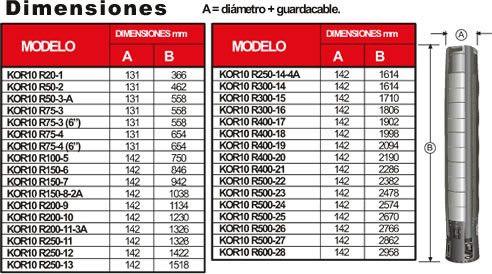 Dimensiones
A = diámetro + guardacable.
MODELO DIMENSIONES mm
A B
KOR10 R20-1 131 366
KOR10 R50-2 131 462
KOR10 R50-3-A 131 558
KOR10 R75-3 131 558
KOR10 R75-3 (6") 131 558
KOR10 R75-4 131 654
KOR10 R75-4 (6") 131 654
KOR10 R100-5 142 750
KOR10 R150-6 142 846
KOR10 R150-7 142 942
KOR10 R150-8-2A 142 1038
KOR10 R200-9 142 1134
KOR10 R200-10 142 1230
KOR10 R200-11-3A 142 1326
KOR10 R250-11 142 1326
KOR10 R250-12 142 1422
KOR10 R250-13 142 1518
MODELO DIMENSIONES mm
A B
KOR10 R250-14-4A 142 1614
KOR10 R300-14 142 1614
KOR10 R300-15 142 1710
KOR10 R300-16 142 1806
KOR10 R400-17 142 1902
KOR10 R400-18 142 1998
KOR10 R400-19 142 2094
KOR10 R400-20 142 2190
KOR10 R400-21 142 2286
KOR10 R500-22 142 2382
KOR10 R500-23 142 2478
KOR10 R500-24 142 2574
KOR10 R500-25 142 2670
KOR10 R500-26 142 2766
KOR10 R500-27 142 2862
KOR10 R600-28 142 2958
A
B